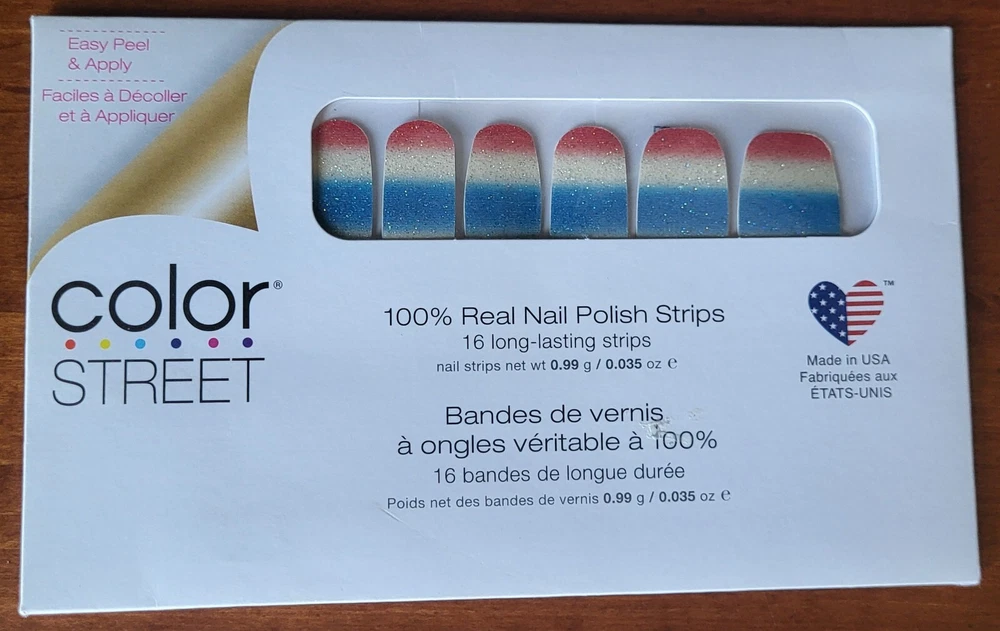 Easy Peel
& Apply
Faciles à Décoller
et à Appliquer
color®
STREET
100% Real Nail Polish Strips
16 long-lasting strips
nail strips net wt 0.99 g / 0.035 oz ℮
Bandes de vernis
à ongles véritable à 100%
16 bandes de longue durée
Poids net des bandes de vernis 0.99 g / 0.035 oz ℮
™
Made in USA
Fabriquées aux
ÉTATS-UNIS